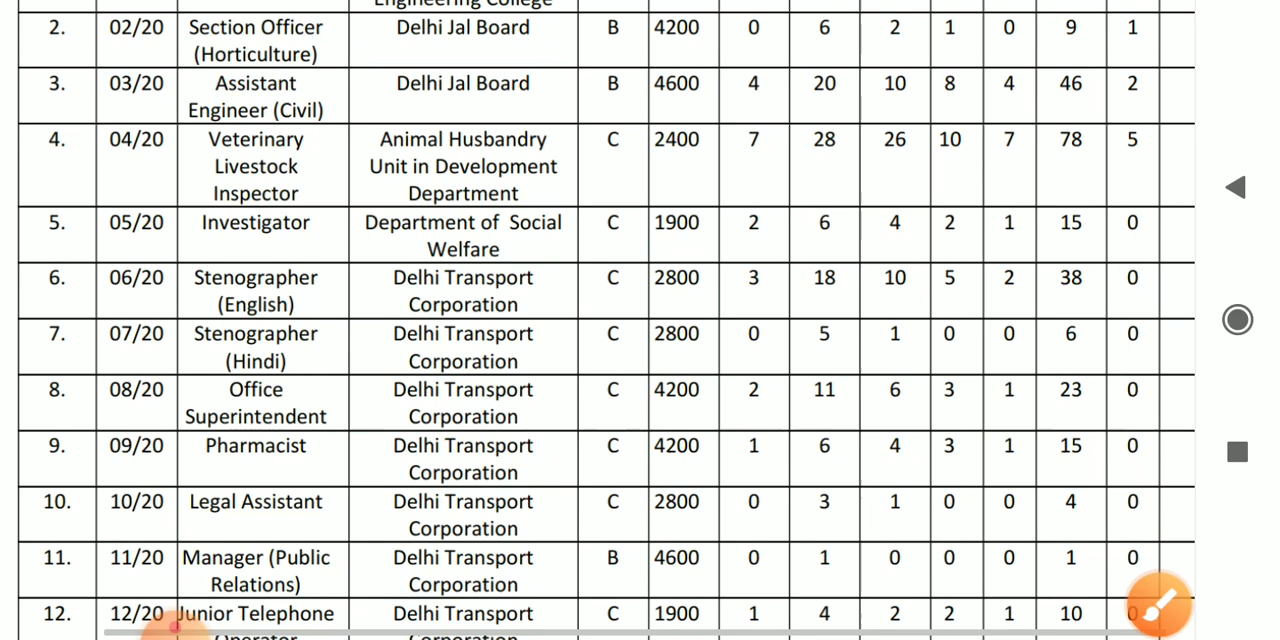 Engineering College
2. 02/20 Section Officer Delhi Jal Board B 4200 0 6 2 1 0 9 1
(Horticulture)
3. 03/20 Assistant Delhi Jal Board B 4600 4 20 10 8 4 46 2
Engineer (Civil)
4. 04/20 Veterinary Animal Husbandry C 2400 7 28 26 10 7 78 5
Livestock Unit in Development
Inspector Department
5. 05/20 Investigator Department of Social C 1900 2 6 4 2 1 15 0
Welfare
6. 06/20 Stenographer Delhi Transport C 2800 3 18 10 5 2 38 0
(English) Corporation
7. 07/20 Stenographer Delhi Transport C 2800 0 5 1 0 0 6 0
(Hindi) Corporation
8. 08/20 Office Delhi Transport C 4200 2 11 6 3 1 23 0
Superintendent Corporation
9. 09/20 Pharmacist Delhi Transport C 4200 1 6 4 3 1 15 0
Corporation
10. 10/20 Legal Assistant Delhi Transport C 2800 0 3 1 0 0 4 0
Corporation
11. 11/20 Manager (Public Delhi Transport B 4600 0 1 0 0 0 1 0
Relations) Corporation
12. 12/20 Junior Telephone Delhi Transport C 1900 1 4 2 2 1 10 0
Operator Corporation